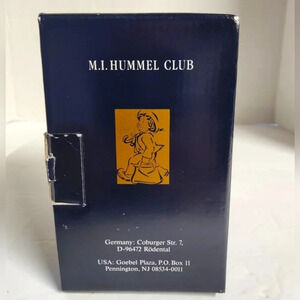 M.I. HUMMEL CLUB
Germany: Coburger Str. 7,
D-96472 Rödental
USA: Goebel Plaza, P.O. Box 11
Pennington, NJ 08534-0011